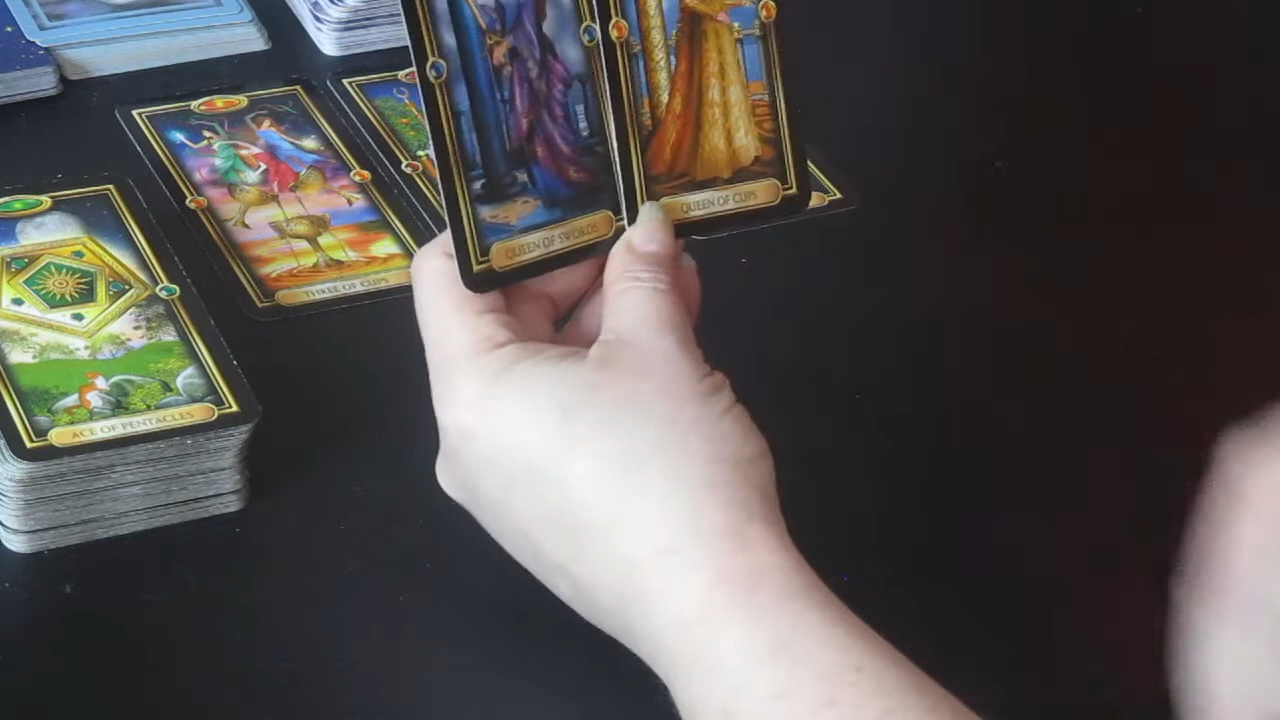 QUEEN OF SWORDS
QUEEN OF CUPS
THREE OF CUPS
ACE OF PENTACLES